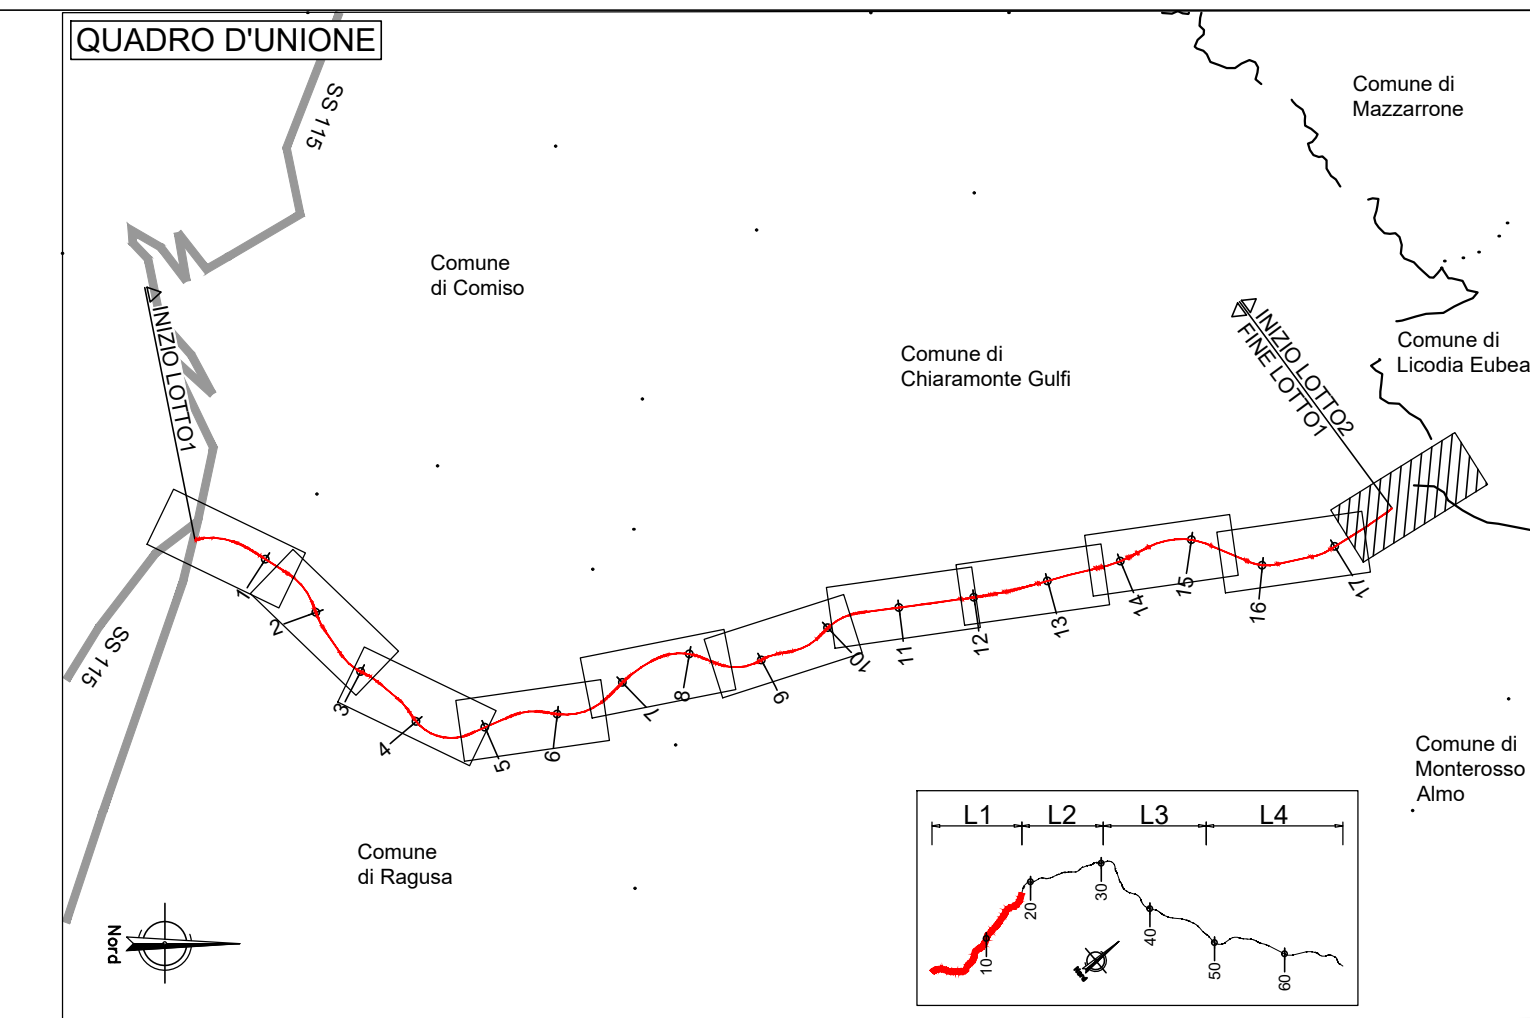 QUADRO D'UNIONE
SS 115
Comune di
Mazzarrone
Comune
di Comiso
INIZIO LOTTO1
INIZIO LOTTO2
FINE LOTTO1
Comune di
Licodia Eubea
Comune di
Chiaramonte Gulfi
SS 115
1
2
3
4
5
6
7
8
9
10
11
12
13
14
15
16
17
Comune di
Monterosso
Almo
Comune
di Ragusa
Nord
L1 L2 L3 L4
10
20
30
40
50
60
Nord